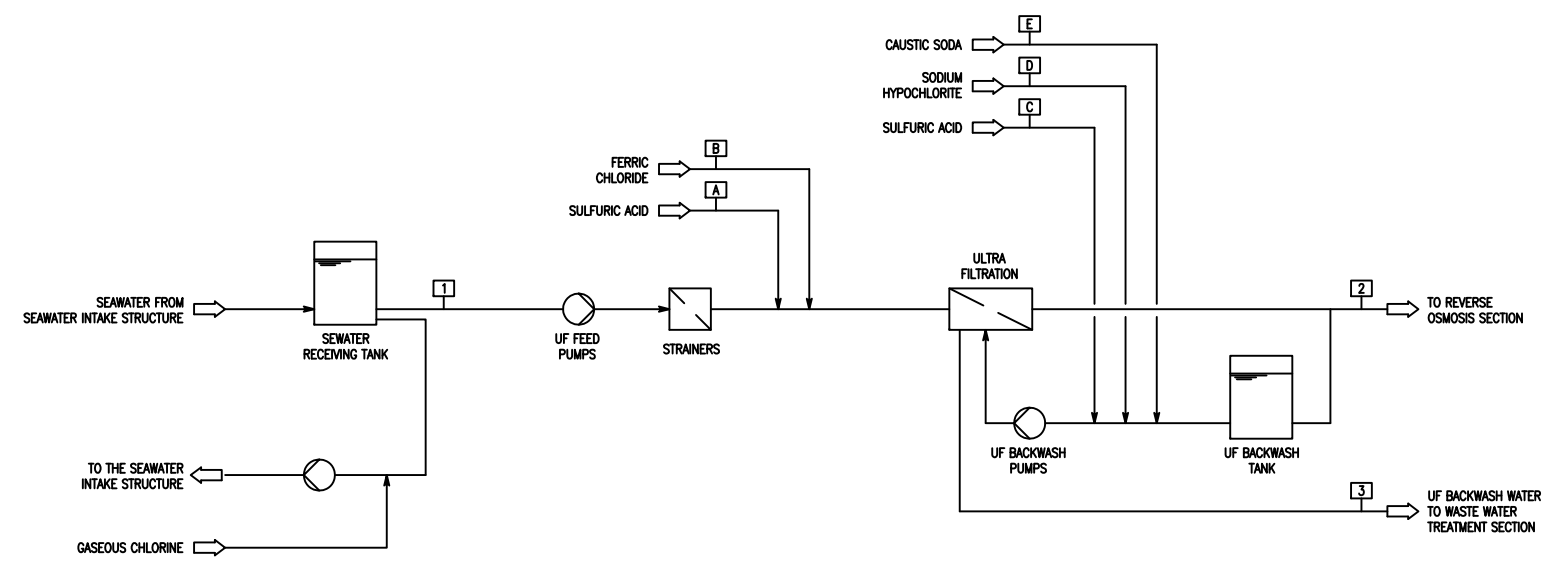 E
CAUSTIC SODA
D
SODIUM
HYPOCHLORITE
C
SULFURIC ACID
B
FERRIC
CHLORIDE
A
SULFURIC ACID
ULTRA
FILTRATION
1
2
SEAWATER FROM
SEAWATER INTAKE STRUCTURE
TO REVERSE
OSMOSIS SECTION
SEWATER
RECEIVING TANK
UF FEED
PUMPS
STRAINERS
UF BACKWASH
PUMPS
UF BACKWASH
TANK
TO THE SEAWATER
INTAKE STRUCTURE
3
UF BACKWASH WATER
TO WASTE WATER
TREATMENT SECTION
GASEOUS CHLORINE